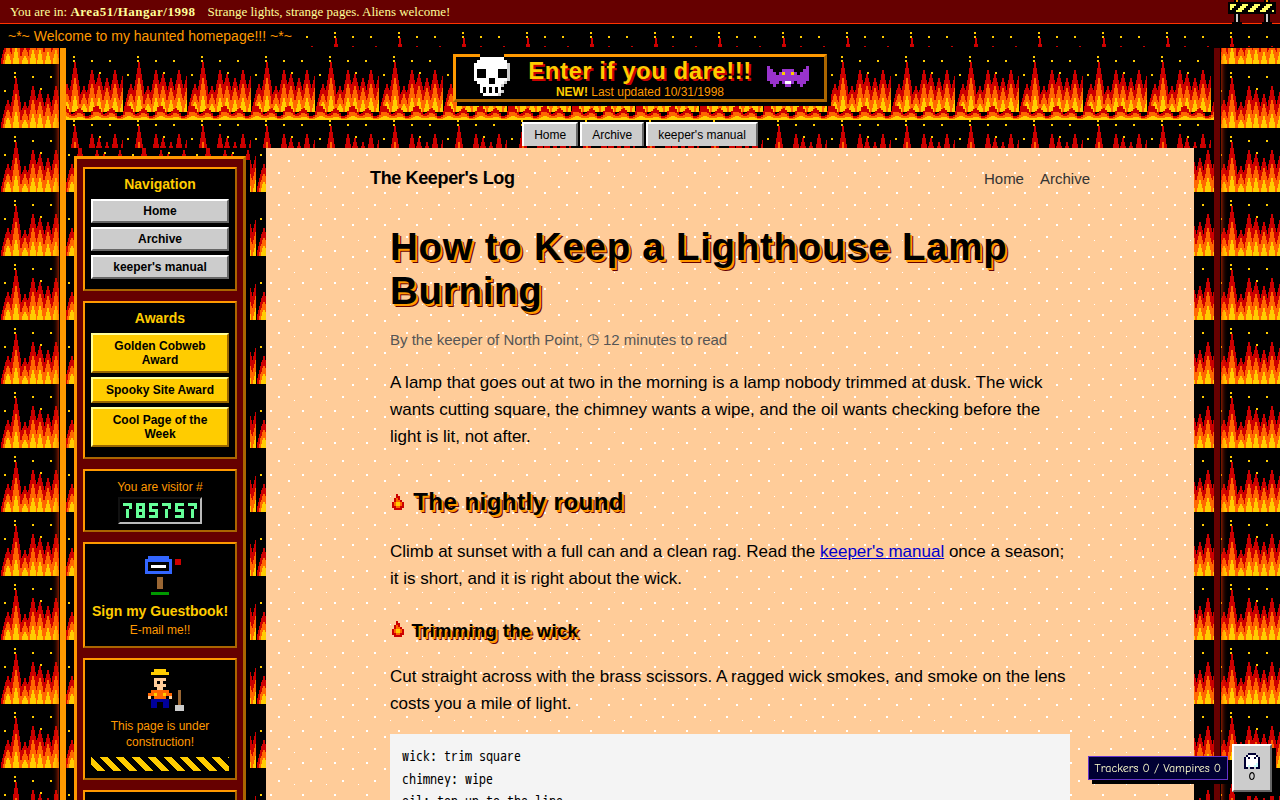 You are in: Area51/Hangar/1998 Strange lights, strange pages. Aliens welcome!
~*~ Welcome to my haunted homepage!!! ~*~
Enter if you dare!!!
NEW! Last updated 10/31/1998
Home Archive keeper's manual
Navigation
Home
Archive
keeper's manual
Awards
Golden Cobweb
Award
Spooky Site Award
Cool Page of the
Week
You are visitor #
785757
Sign my Guestbook!
E-mail me!!
This page is under
construction!
The Keeper's Log
Home Archive
How to Keep a Lighthouse Lamp
Burning
By the keeper of North Point, 12 minutes to read
A lamp that goes out at two in the morning is a lamp nobody trimmed at dusk. The wick
wants cutting square, the chimney wants a wipe, and the oil wants checking before the
light is lit, not after.
The nightly round
Climb at sunset with a full can and a clean rag. Read the keeper's manual once a season;
it is short, and it is right about the wick.
Trimming the wick
Cut straight across with the brass scissors. A ragged wick smokes, and smoke on the lens
costs you a mile of light.
wick: trim square
chimney: wipe
oil: top up to the line
Trackers 0 / Vampires 0
0